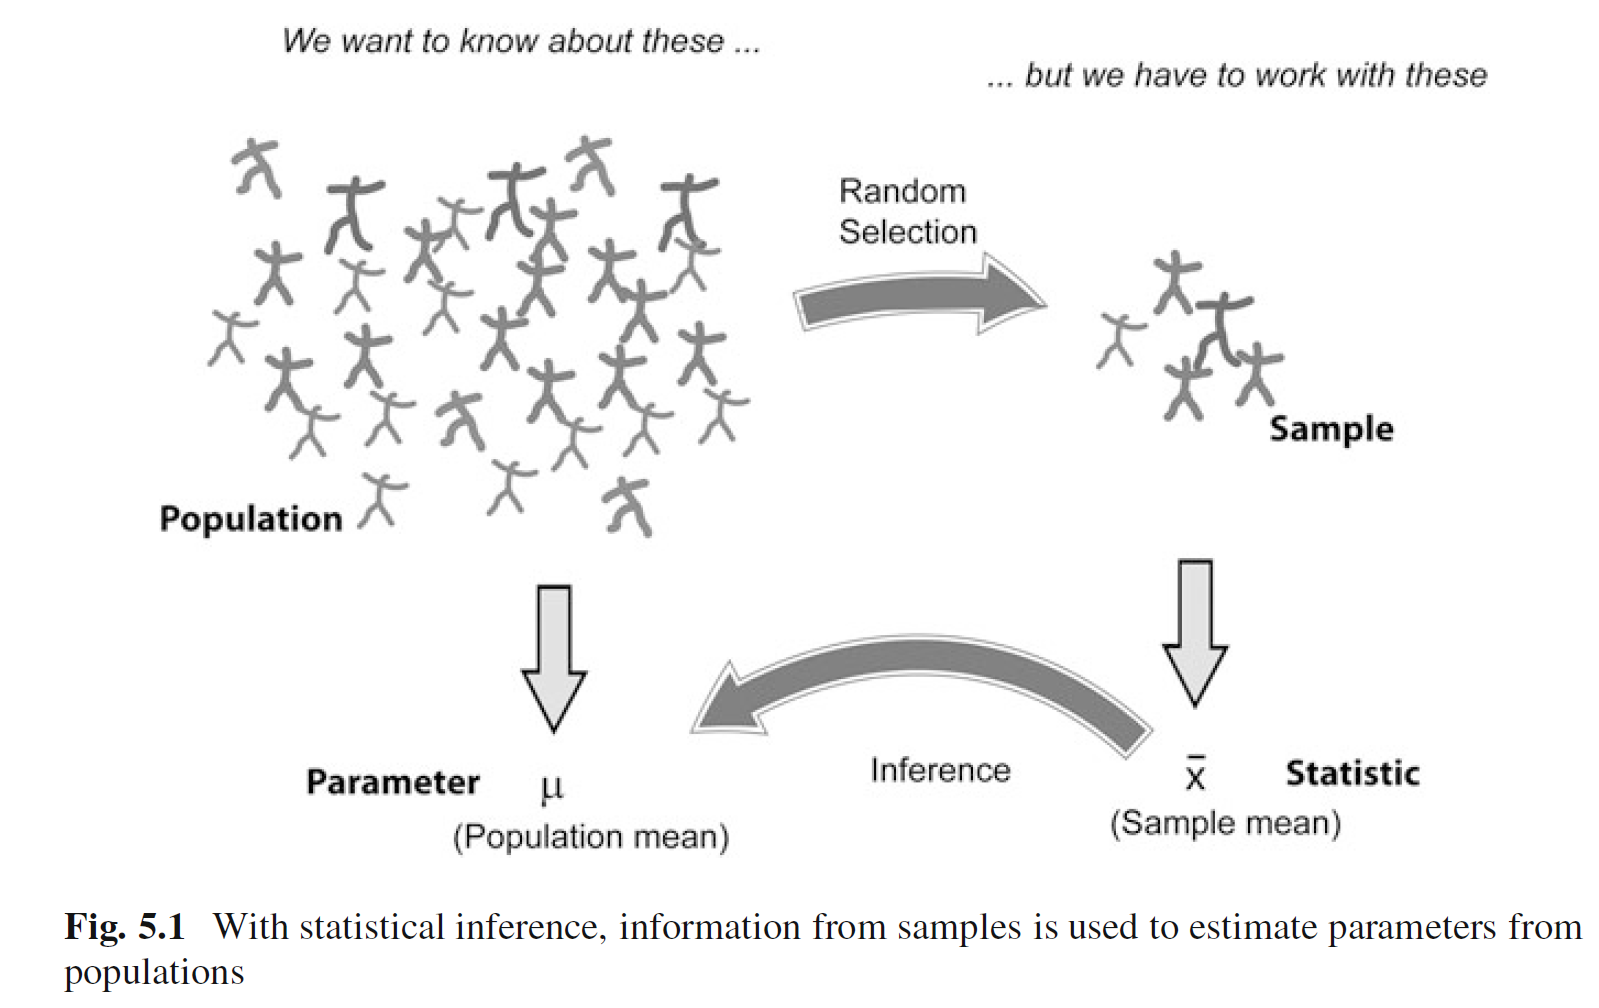 We want to know about these ...
... but we have to work with these
Random
Selection
Sample
Population
Parameter μ
(Population mean)
Inference
x̄ Statistic
(Sample mean)
Fig. 5.1 With statistical inference, information from samples is used to estimate parameters from
populations